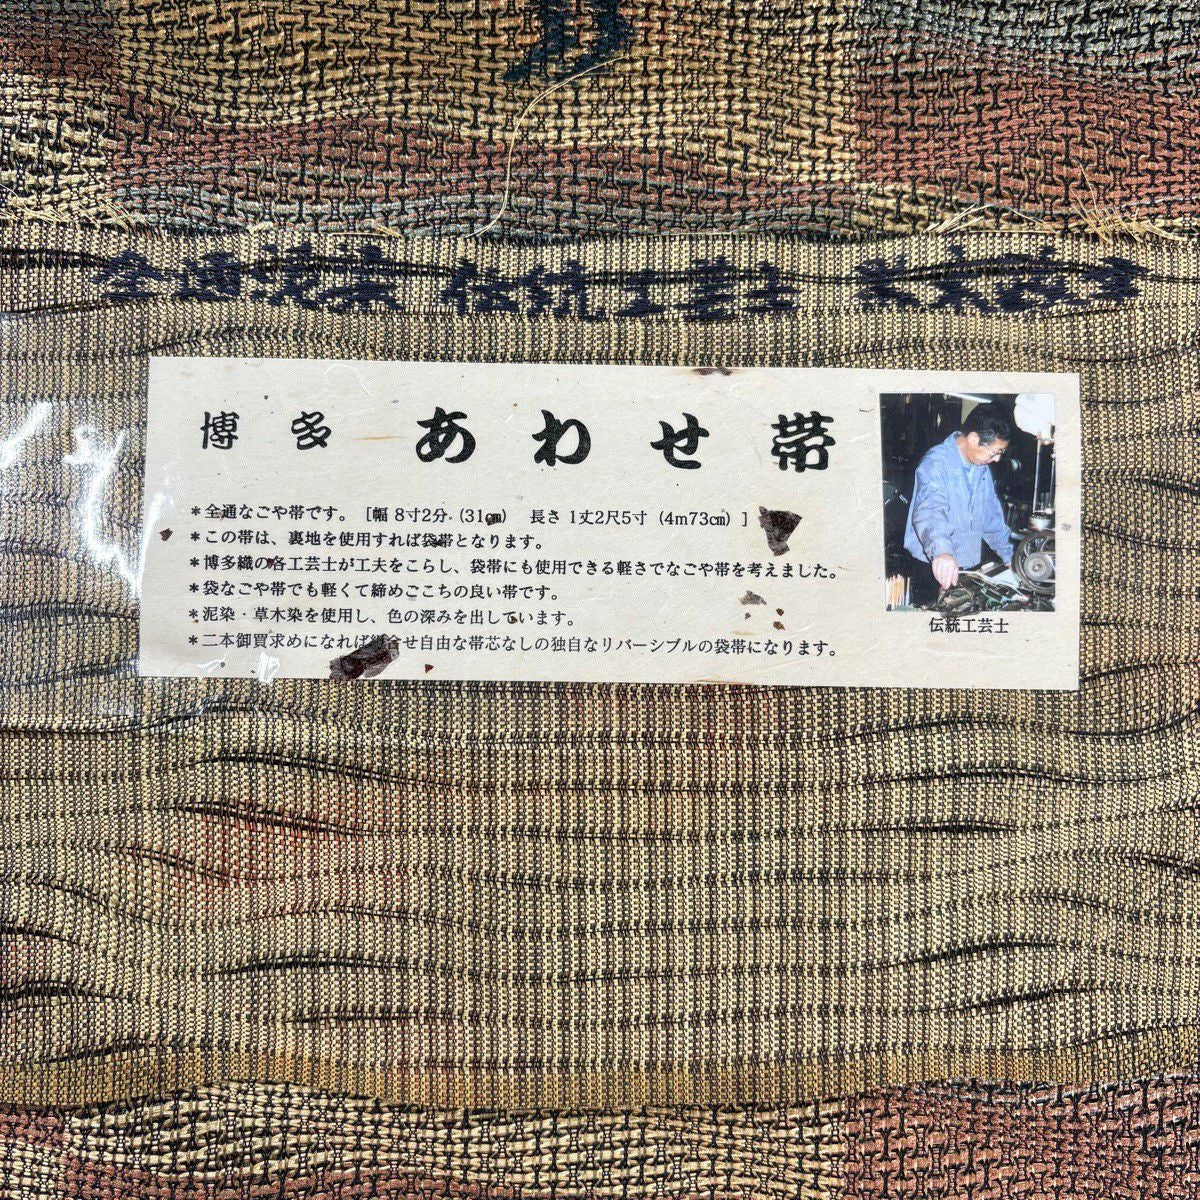 全通泥染 伝統工芸士
博多 あわせ帯
*全通なごや帯です。 [幅 8寸2分 (31㎝) 長さ 1丈2尺5寸 (4m73㎝) ]
*この帯は、裏地を使用すれば袋帯となります。
*博多織の各工芸士が工夫をこらし、袋帯にも使用できる軽さでなごや帯を考えました。
*袋なごや帯でも軽くて締めごこちの良い帯です。
*泥染・草木染を使用し、色の深みを出しています。
*二本御買求めになれば組合せ自由な帯芯なしの独自なリバーシブルの袋帯になります。
伝統工芸士